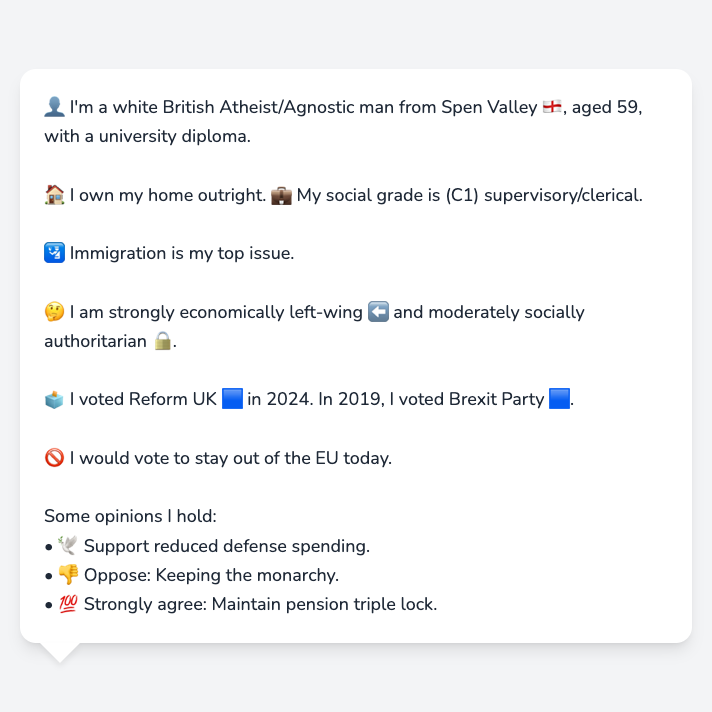 👤 I'm a white British Atheist/Agnostic man from Spen Valley 🏴󠁧󠁢󠁥󠁮󠁧󠁿, aged 59,
with a university diploma.
🏠 I own my home outright. 💼 My social grade is (C1) supervisory/clerical.
🛂 Immigration is my top issue.
🤔 I am strongly economically left-wing ⬅️ and moderately socially
authoritarian 🔒.
🗳️ I voted Reform UK 🟦 in 2024. In 2019, I voted Brexit Party 🟦.
🚫 I would vote to stay out of the EU today.
Some opinions I hold:
• 🕊️ Support reduced defense spending.
• 👎 Oppose: Keeping the monarchy.
• 💯 Strongly agree: Maintain pension triple lock.